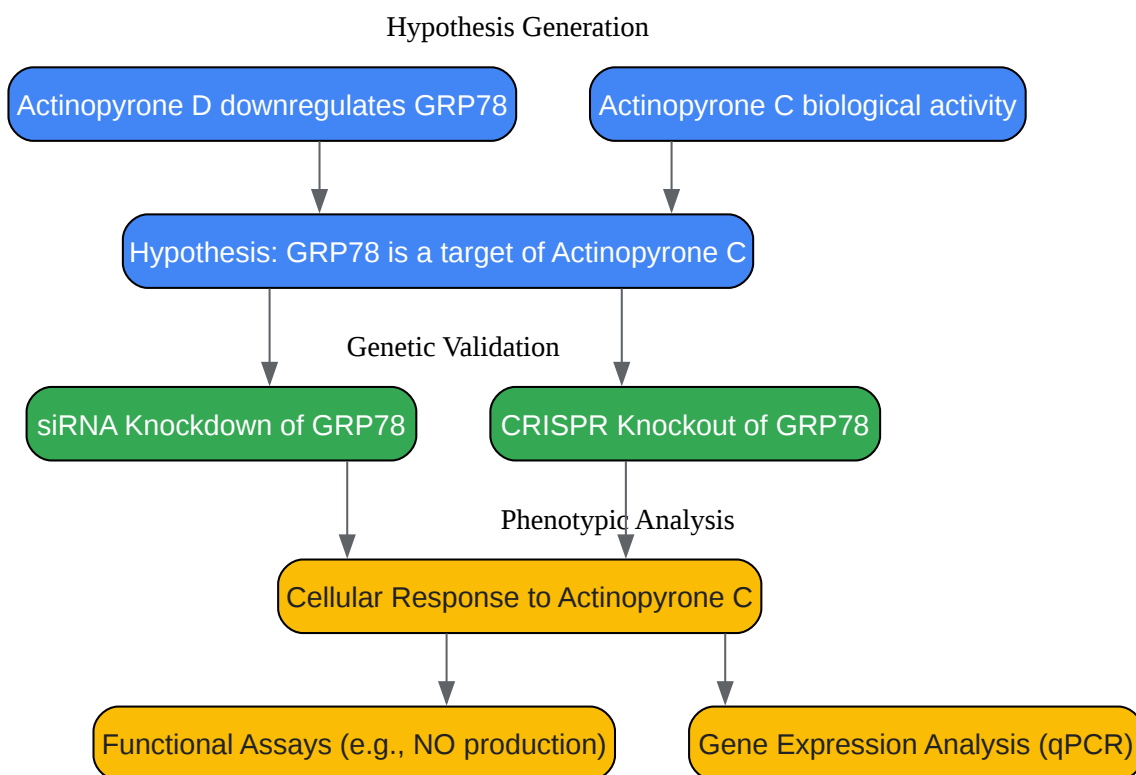 Hypothesis Generation
Actinopyrone D downregulates GRP78
Actinopyrone C biological activity
Hypothesis: GRP78 is a target of Actinopyrone C
Genetic Validation
siRNA Knockdown of GRP78
CRISPR Knockout of GRP78
Phenotypic Analysis
Cellular Response to Actinopyrone C
Functional Assays (e.g., NO production)
Gene Expression Analysis (qPCR)